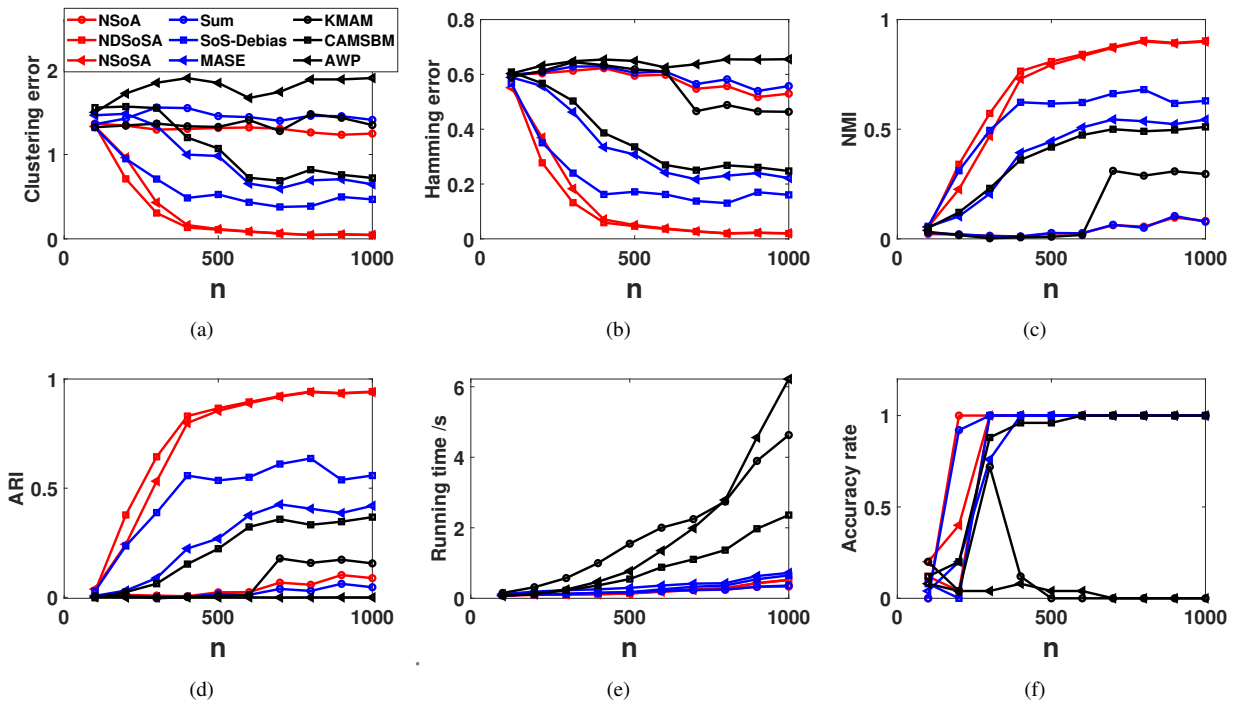 NSoA
NDSoSA
NSoSA
Sum
SoS-Debias
MASE
KMAM
CAMSBM
AWP
Clustering error
2
1
0
0
500
1000
n
(a)
Hamming error
0.8
0.6
0.4
0.2
0
0
500
1000
n
(b)
NMI
1
0.5
0
0
500
1000
n
(c)
ARI
1
0.5
0
0
500
1000
n
(d)
Running time /s
6
4
2
0
0
500
1000
n
(e)
Accuracy rate
1
0.5
0
0
500
1000
n
(f)